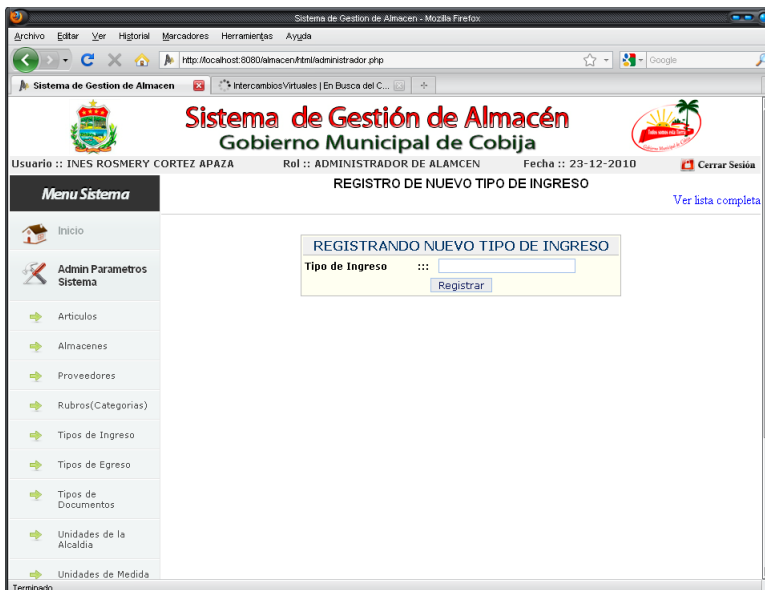 Sistema de Gestion de Almacen - Mozilla Firefox
Archivo Editar Ver Historial Marcadores Herramientas Ayuda
http://localhost:8080/almacen/html/administrador.php
Google
Sistema de Gestion de Almacen
IntercambiosVirtuales | En Busca del C...
Sistema de Gestión de Almacén
Gobierno Municipal de Cobija
Usuario :: INES ROSMERY CORTEZ APAZA Rol :: ADMINISTRADOR DE ALAMCEN Fecha :: 23-12-2010 Cerrar Sesión
Menu Sistema
REGISTRO DE NUEVO TIPO DE INGRESO
Ver lista completa
Inicio
REGISTRANDO NUEVO TIPO DE INGRESO
Tipo de Ingreso :::
Registrar
Admin Parametros
Sistema
Articulos
Almacenes
Proveedores
Rubros(Categorias)
Tipos de Ingreso
Tipos de Egreso
Tipos de
Documentos
Unidades de la
Alcaldia
Unidades de Medida
Terminado